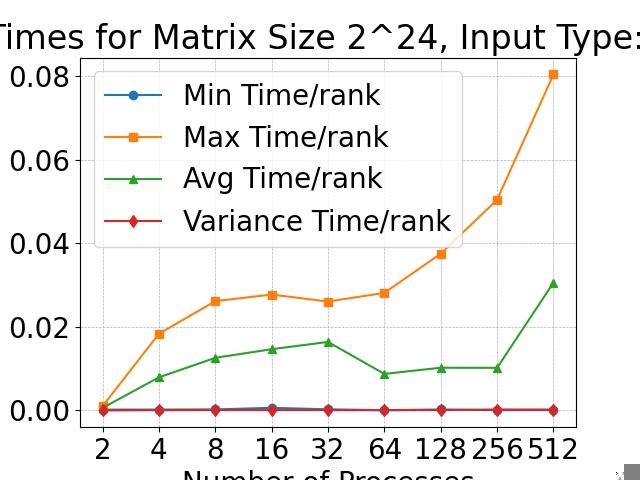 Times for Matrix Size 2^24, Input Type:
Min Time/rank
Max Time/rank
Avg Time/rank
Variance Time/rank
0.08
0.06
0.04
0.02
0.00
2 4 8 16 32 64 128 256 512
Number of Processes